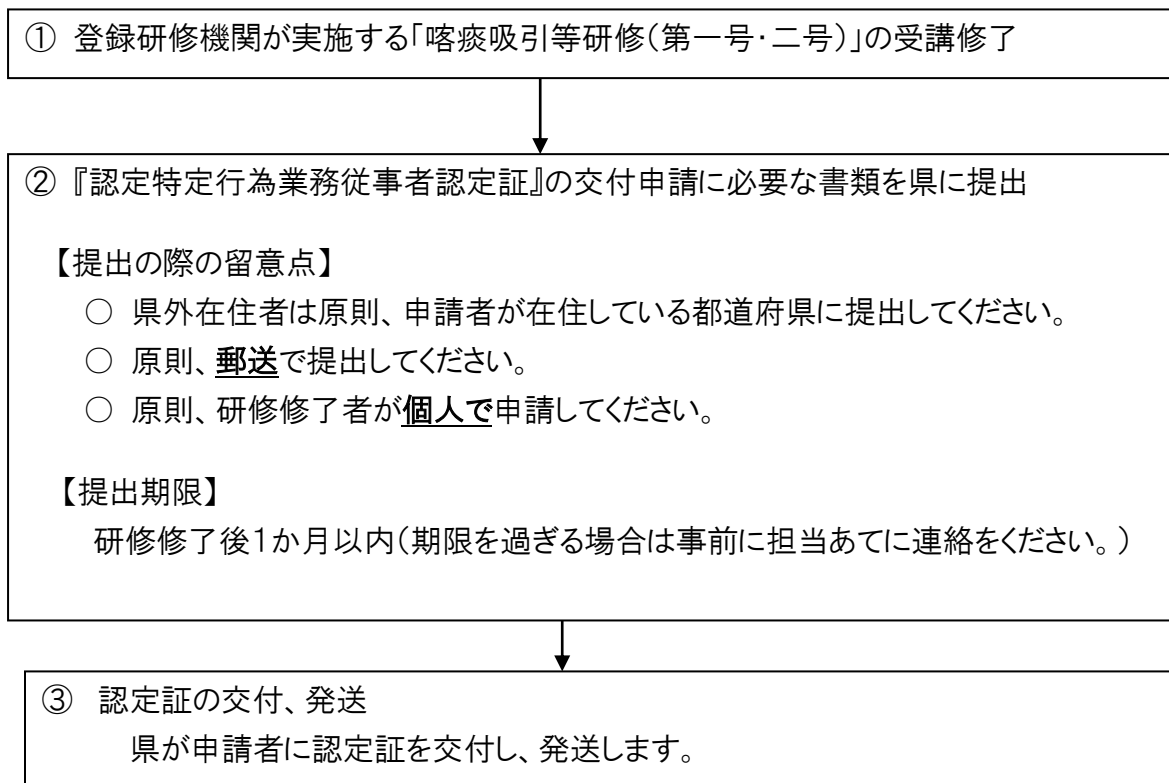 ① 登録研修機関が実施する「喀痰吸引等研修（第一号・二号）」の受講修了
② 『認定特定行為業務従事者認定証』の交付申請に必要な書類を県に提出
【提出の際の留意点】
○ 県外在住者は原則、申請者が在住している都道府県に提出してください。
○ 原則、郵送で提出してください。
○ 原則、研修修了者が個人で申請してください。
【提出期限】
研修修了後1か月以内（期限を過ぎる場合は事前に担当あてに連絡をください。）
③ 認定証の交付、発送
県が申請者に認定証を交付し、発送します。